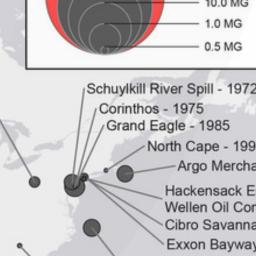 10.0 MG
1.0 MG
0.5 MG
Schuylkill River Spill - 1972
Corinthos - 1975
Grand Eagle - 1985
North Cape - 199
Argo Mercha
Hackensack E
Wellen Oil Con
Cibro Savanna
Exxon Bayway